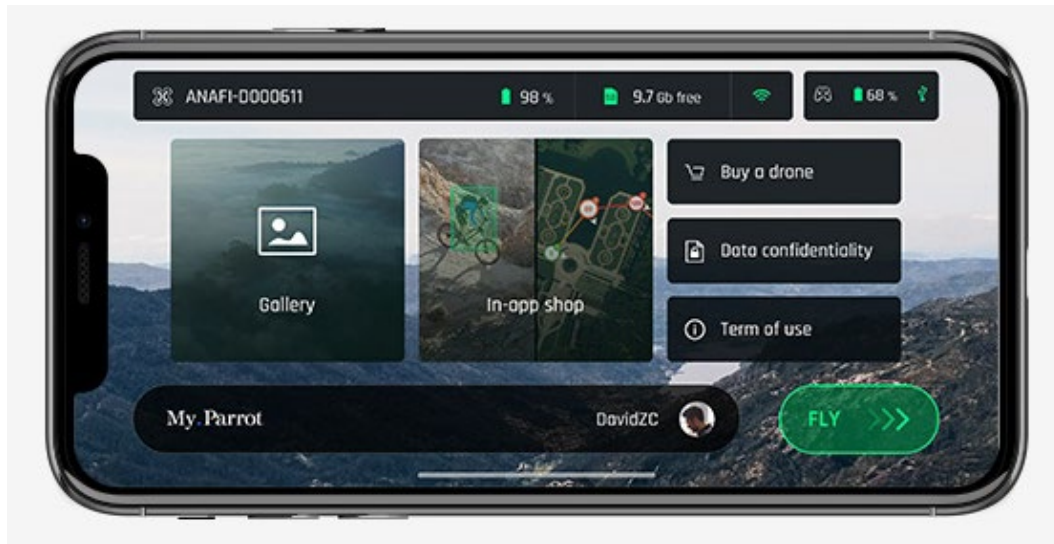 ANAFI-D000611 98 % 9.7 Gb free 68 %
Buy a drone
Data confidentiality
Gallery
In-app shop
Term of use
My.Parrot DavidZC
FLY